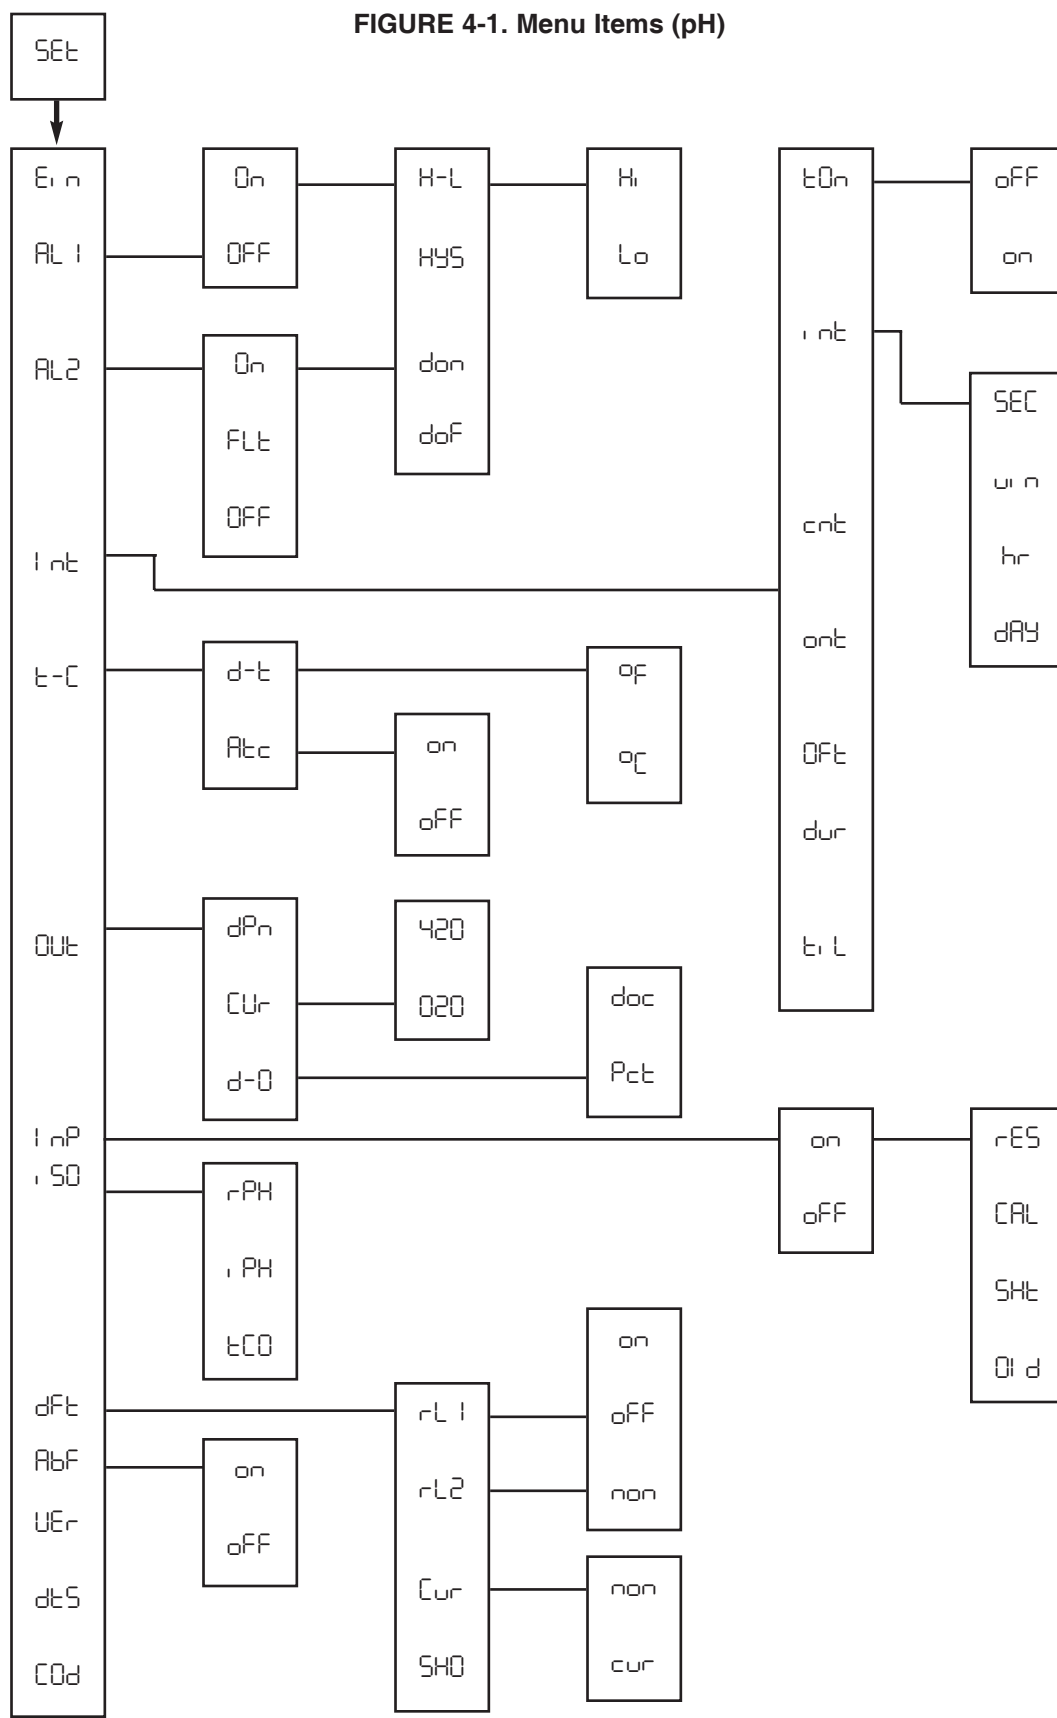 FIGURE 4-1. Menu Items (pH)
SEt
Ein
AL1
AL2
Int
t-C
OUt
InP
iSO
dFt
AbF
UEr
dtS
COd
On
OFF
On
FLt
OFF
d-t
Atc
dPn
CUr
d-0
rPH
iPH
tCO
on
oFF
H-L
HYS
don
doF
on
oFF
420
020
rL1
rL2
Cur
SHO
Hi
Lo
oF
oC
doc
Pct
on
oFF
non
non
cur
tOn
int
cnt
ont
OFt
dur
tiL
on
oFF
oFF
on
SEC
uin
hr
dAY
rES
CAL
SHt
OId